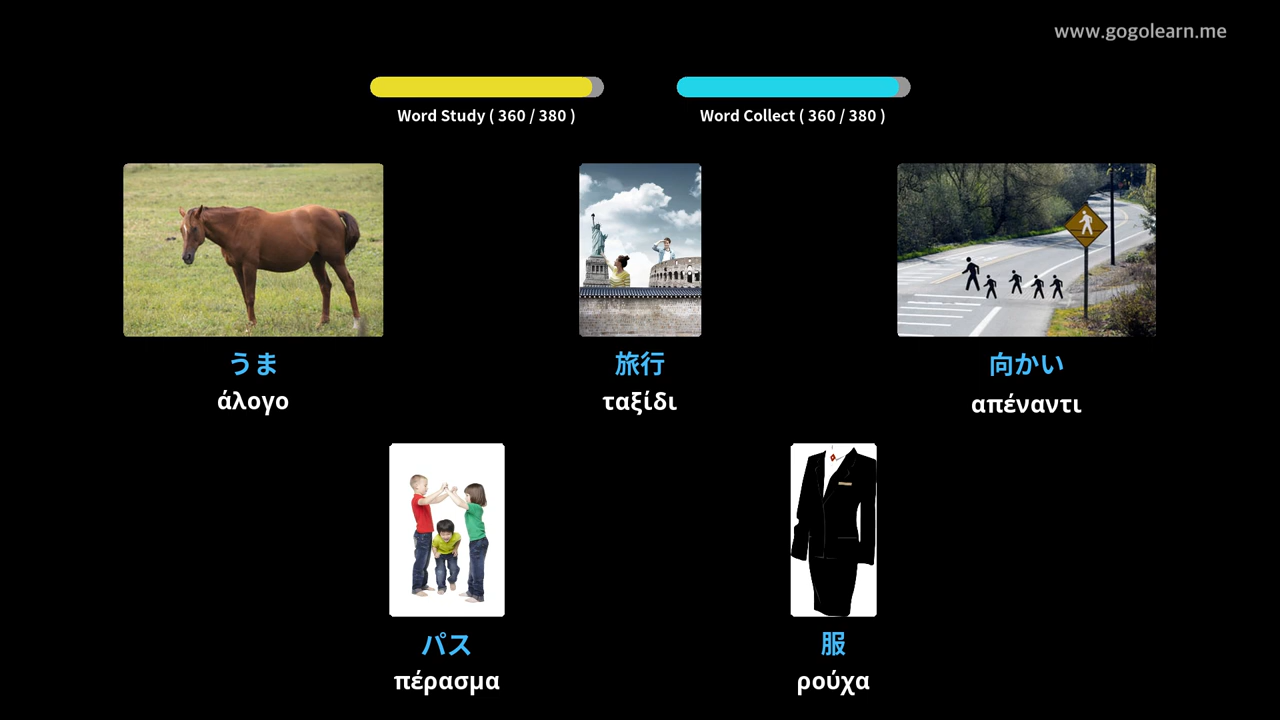 www.gogolearn.me
Word Study ( 360 / 380 )
Word Collect ( 360 / 380 )
うま
άλογο
旅行
ταξίδι
向かい
απέναντι
パス
πέρασμα
服
ρούχα